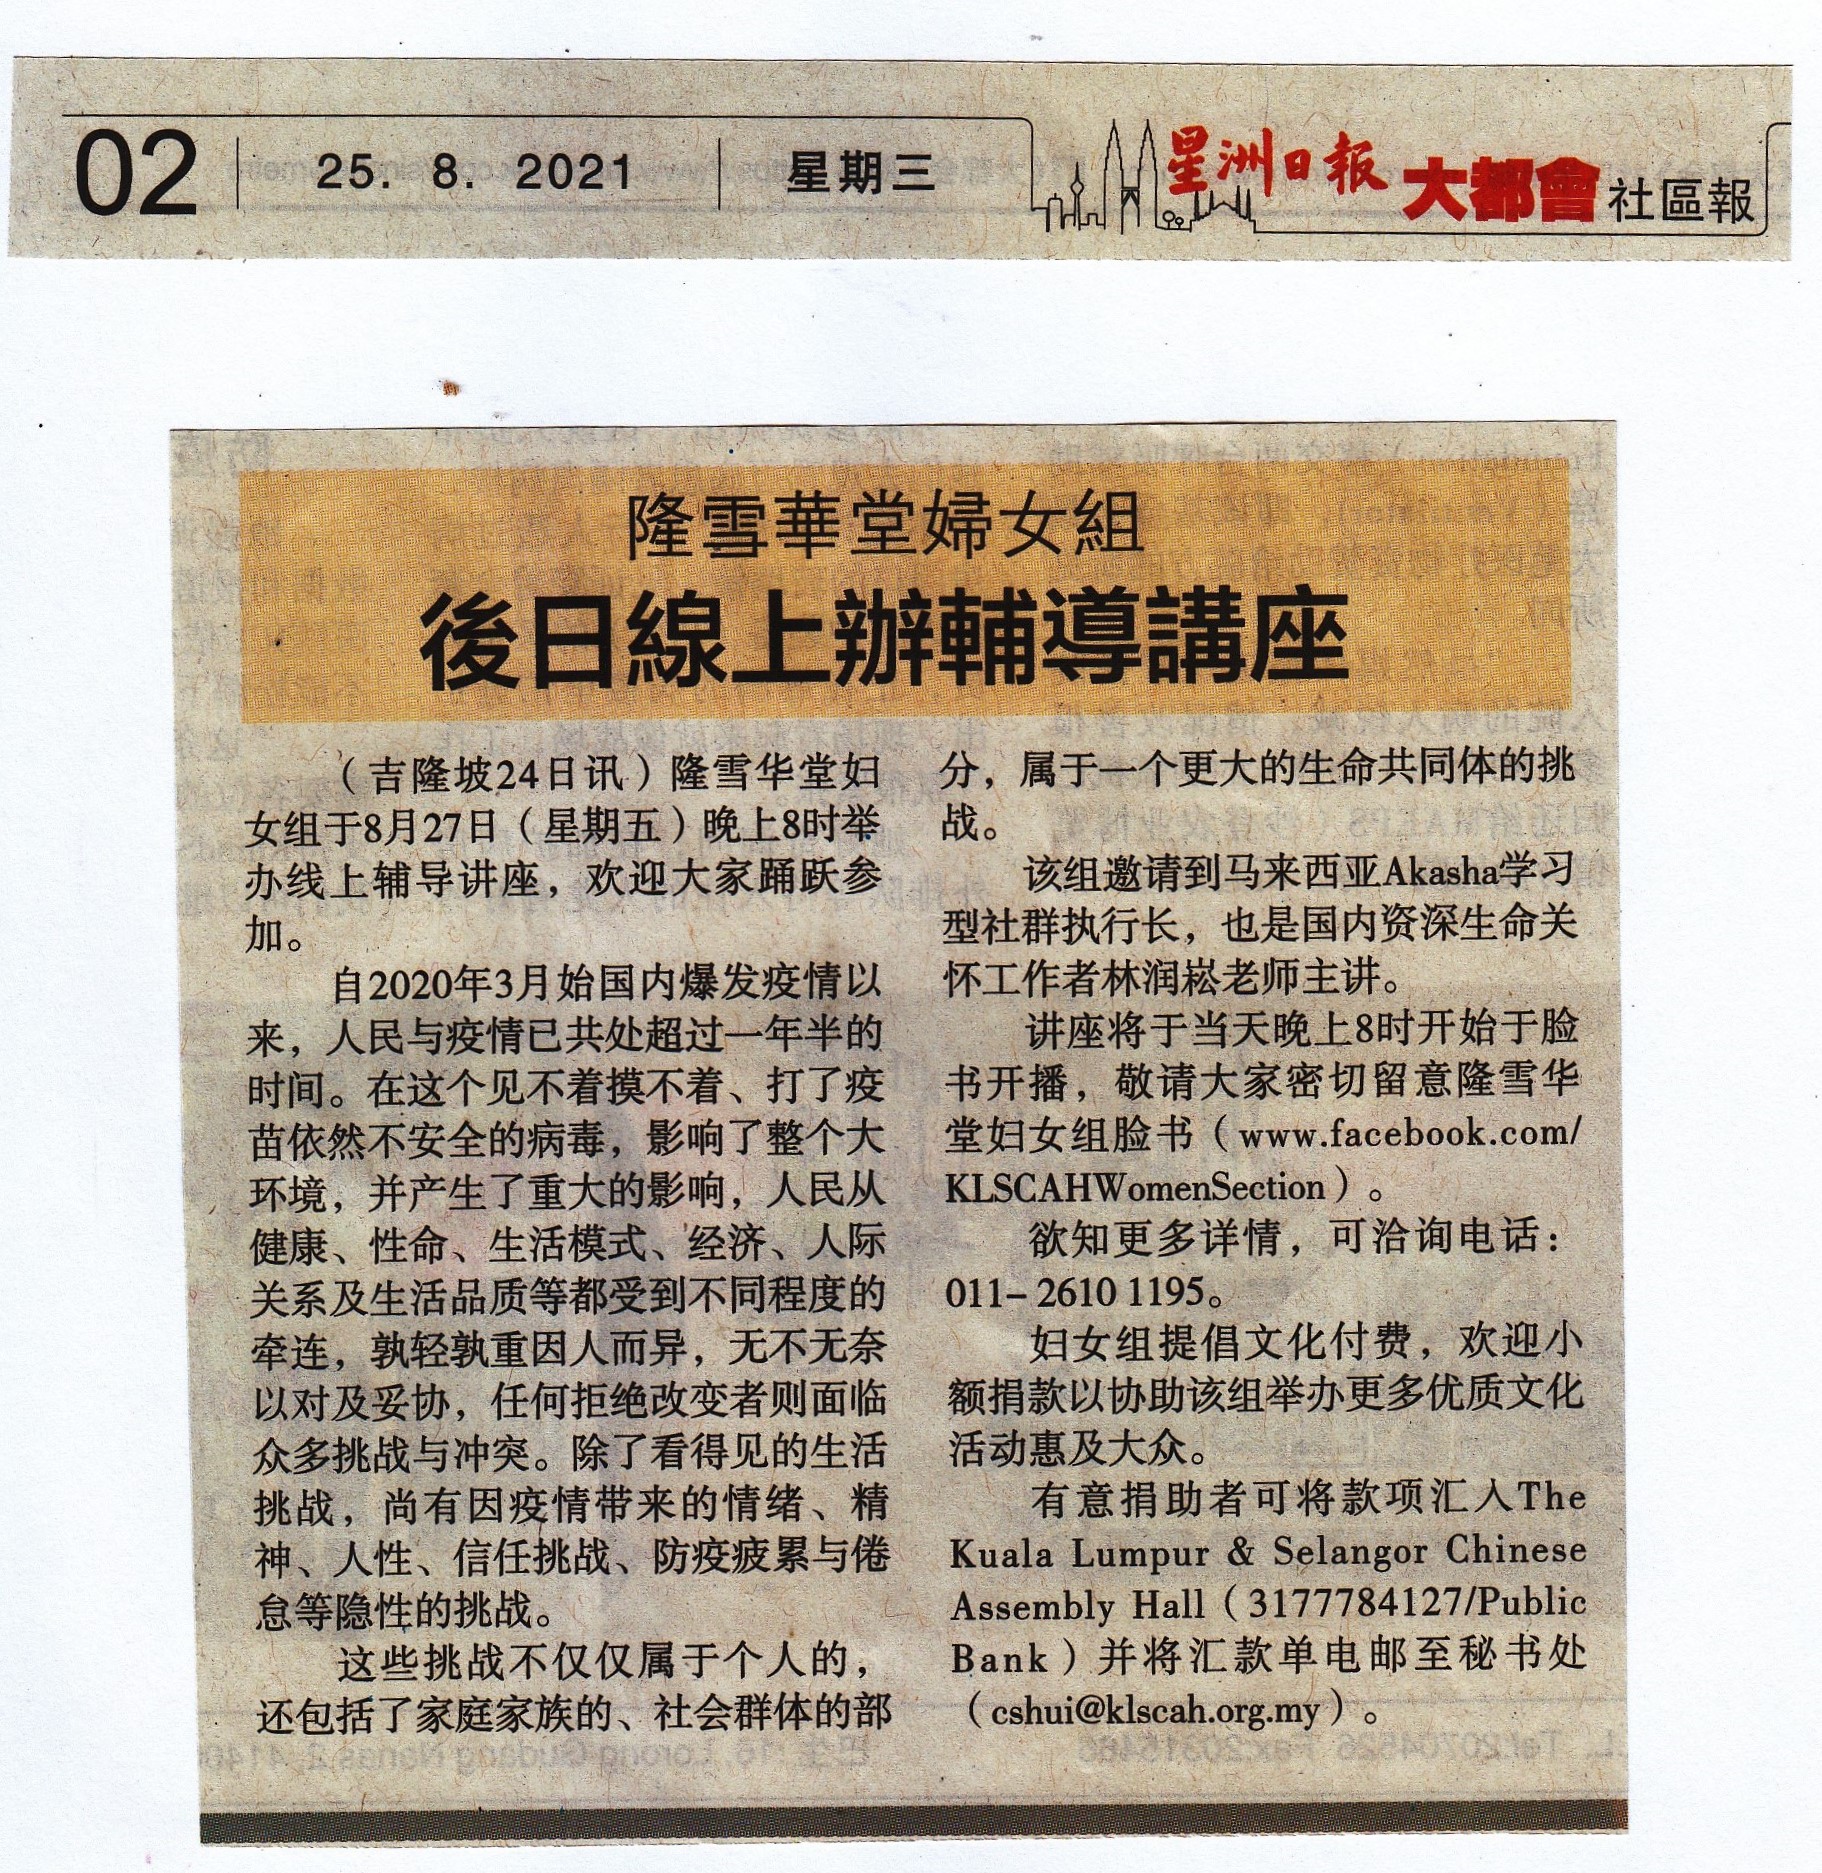 02
25. 8. 2021
星期三
星洲日報 大都會 社區報
隆雪華堂婦女組
後日線上辦輔導講座
（吉隆坡24日讯）隆雪华堂妇
女组于8月27日（星期五）晚上8时举
办线上辅导讲座，欢迎大家踊跃参
加。
自2020年3月始国内爆发疫情以
来，人民与疫情已共处超过一年半的
时间。在这个见不着摸不着、打了疫
苗依然不安全的病毒，影响了整个大
环境，并产生了重大的影响，人民从
健康、性命、生活模式、经济、人际
关系及生活品质等都受到不同程度的
牵连，孰轻孰重因人而异，无不无奈
以对及妥协，任何拒绝改变者则面临
众多挑战与冲突。除了看得见的生活
挑战，尚有因疫情带来的情绪、精
神、人性、信任挑战、防疫疲累与倦
怠等隐性的挑战。
这些挑战不仅仅属于个人的，
还包括了家庭家族的、社会群体的部
分，属于一个更大的生命共同体的挑
战。
该组邀请到马来西亚Akasha学习
型社群执行长，也是国内资深生命关
怀工作者林润崧老师主讲。
讲座将于当天晚上8时开始于脸
书开播，敬请大家密切留意隆雪华
堂妇女组脸书（www.facebook.com/
KLSCAHWomenSection）。
欲知更多详情，可洽询电话：
011– 2610 1195。
妇女组提倡文化付费，欢迎小
额捐款以协助该组举办更多优质文化
活动惠及大众。
有意捐助者可将款项汇入The
Kuala Lumpur & Selangor Chinese
Assembly Hall（3177784127/Public
Bank）并将汇款单电邮至秘书处
（cshui@klscah.org.my）。